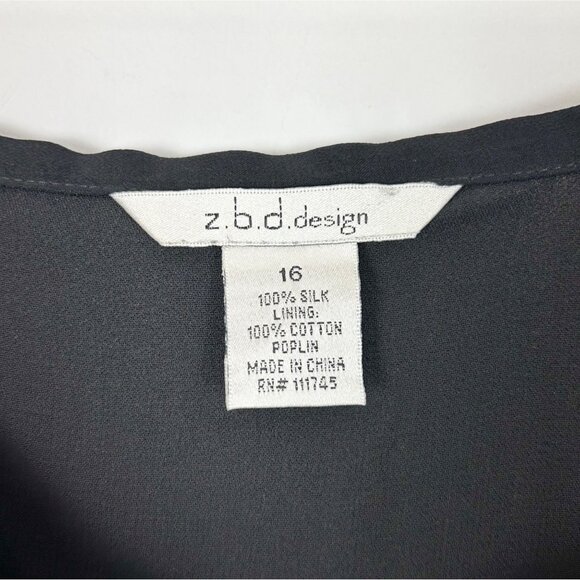 z.b.d.design
16
100% SILK
LINING:
100% COTTON
POPLIN
MADE IN CHINA
RN# 111745